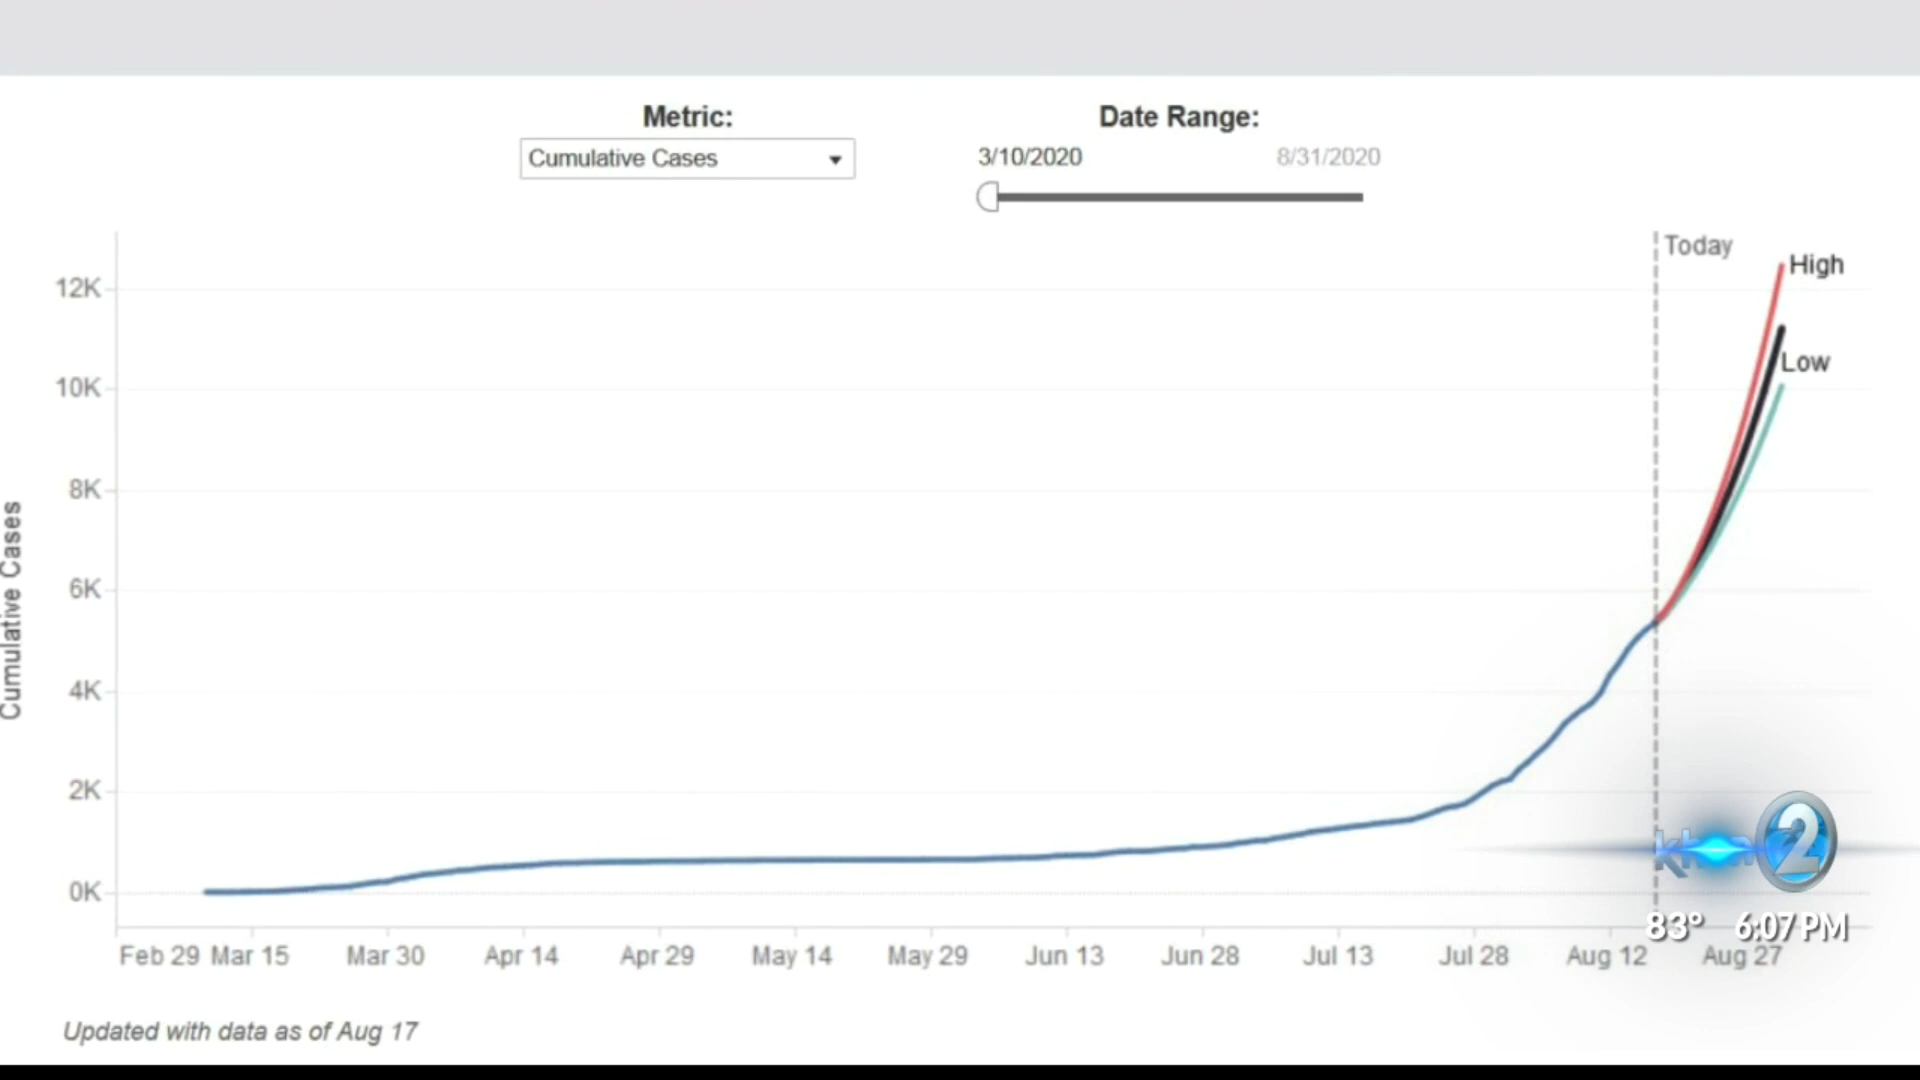 Metric:
Date Range:
Cumulative Cases
3/10/2020
8/31/2020
Today
High
Low
12K
10K
8K
6K
4K
2K
0K
Cumulative Cases
2
83° 6:07 PM
Feb 29 Mar 15 Mar 30 Apr 14 Apr 29 May 14 May 29 Jun 13 Jun 28 Jul 13 Jul 28 Aug 12 Aug 27
Updated with data as of Aug 17